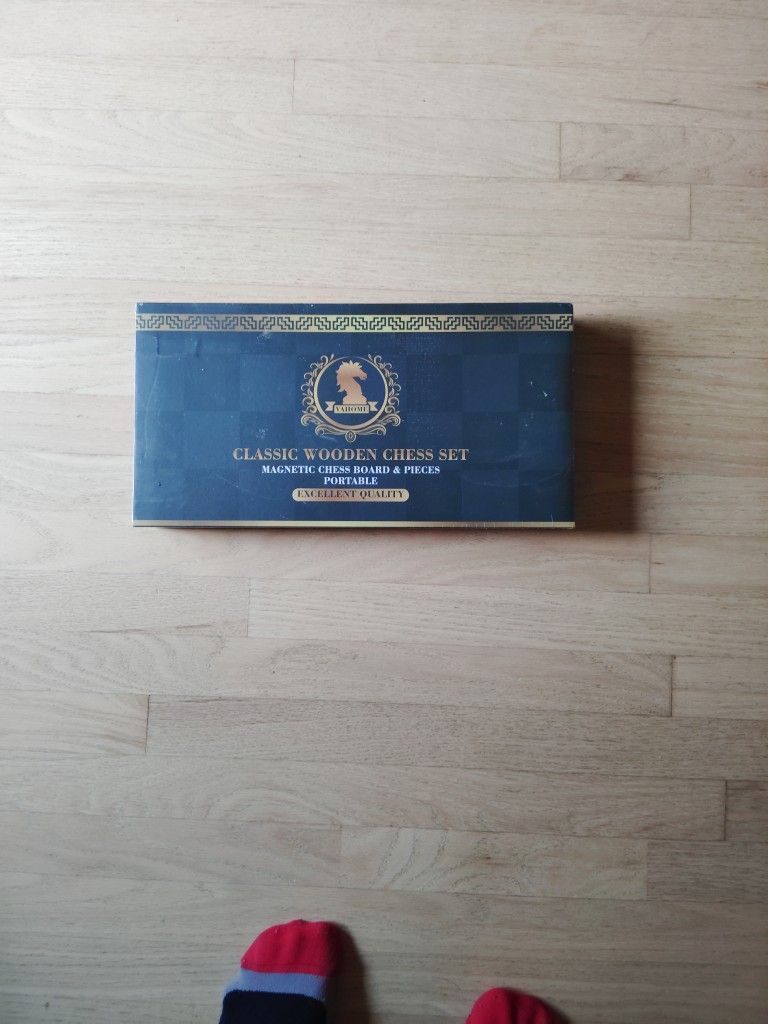 VAHOME
CLASSIC WOODEN CHESS SET
MAGNETIC CHESS BOARD & PIECES
PORTABLE
EXCELLENT QUALITY